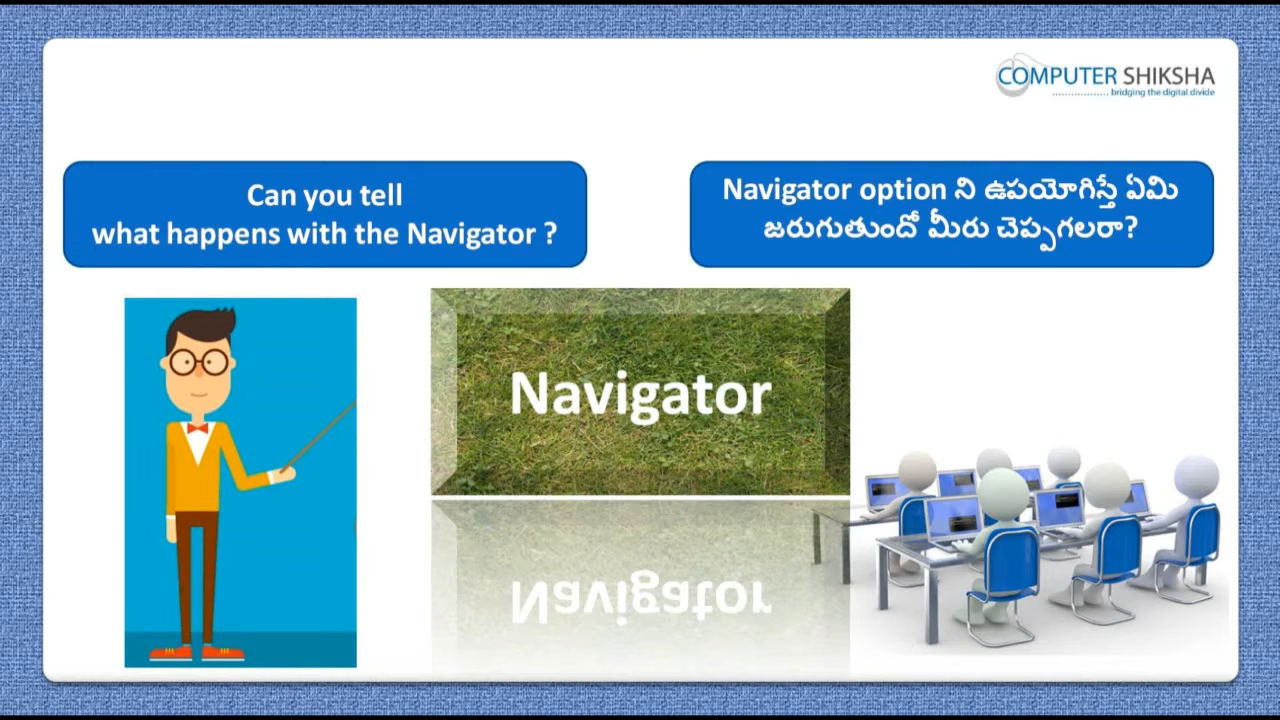 COMPUTER SHIKSHA
bridging the digital divide
Can you tell
what happens with the Navigator ?
Navigator option ని ఉపయోగిస్తే ఏమి
జరుగుతుందో మీరు చెప్పగలరా?
Navigator
Navigator